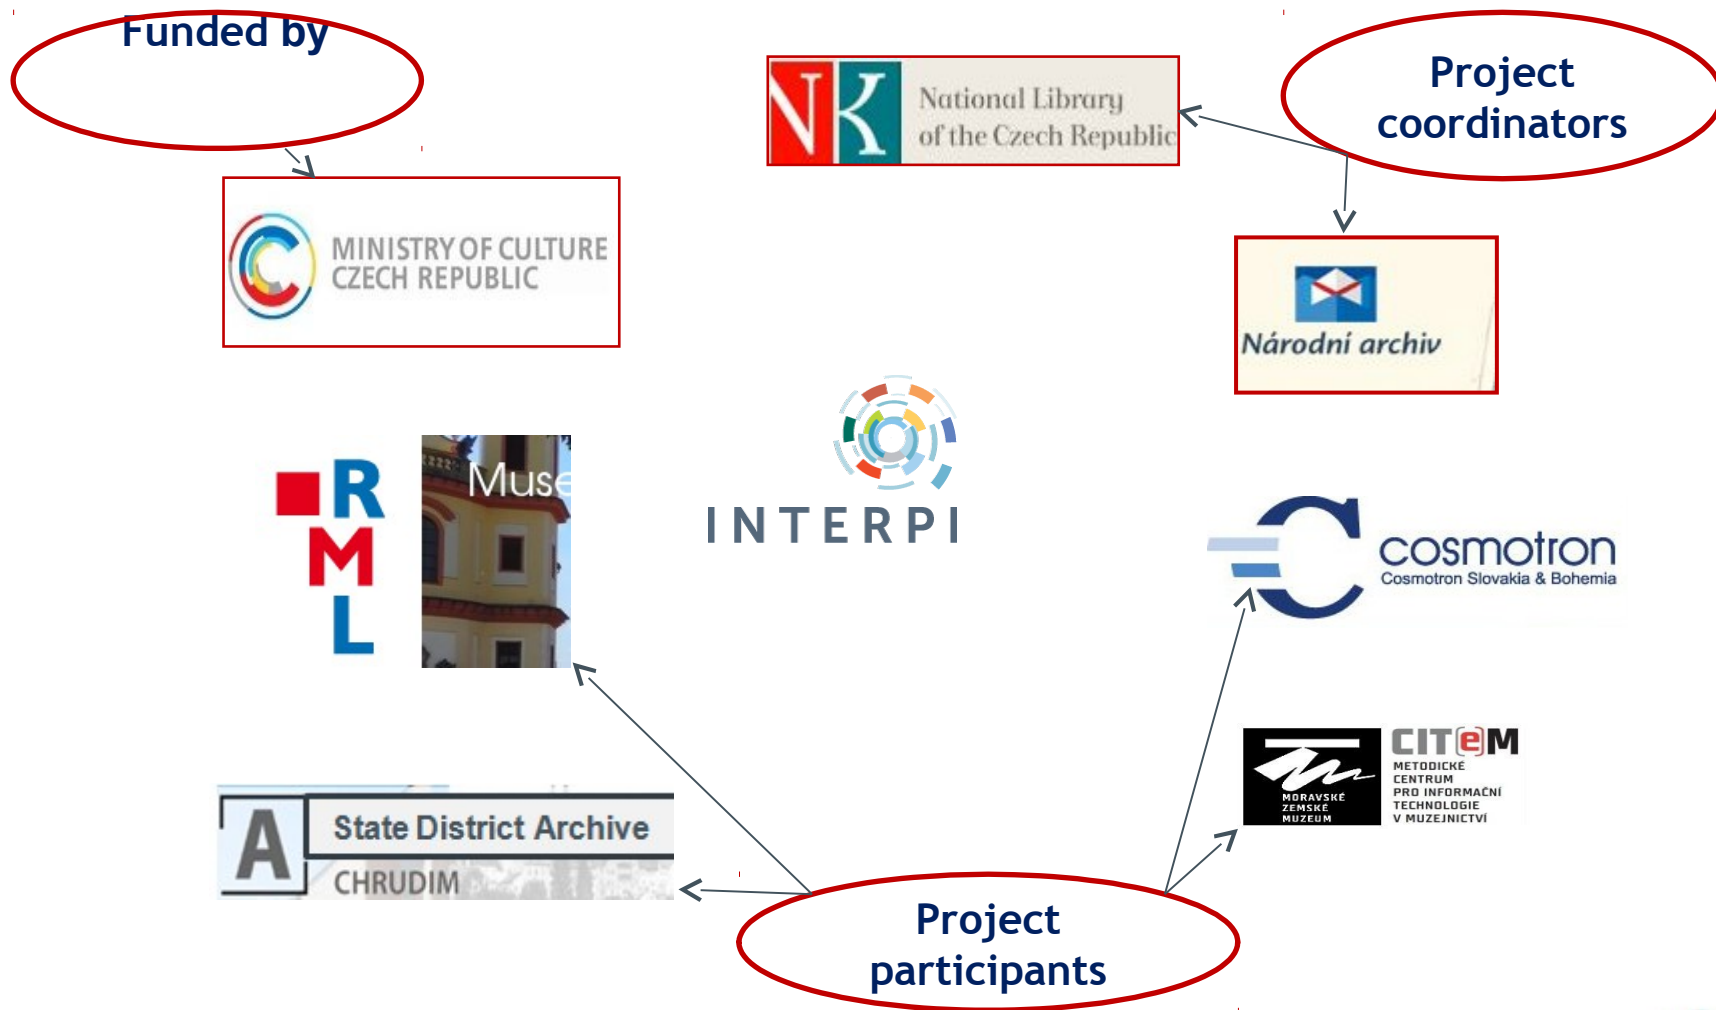 Funded by
Project
coordinators
NK
National Library
of the Czech Republic
MINISTRY OF CULTURE
CZECH REPUBLIC
Národní archiv
INTERPI
R
M
L
Muse
cosmotron
Cosmotron Slovakia & Bohemia
MORAVSKÉ
ZEMSKÉ
MUZEUM
CIT[e]M
METODICKÉ
CENTRUM
PRO INFORMAČNÍ
TECHNOLOGIE
V MUZEJNICTVÍ
A
State District Archive
CHRUDIM
Project
participants